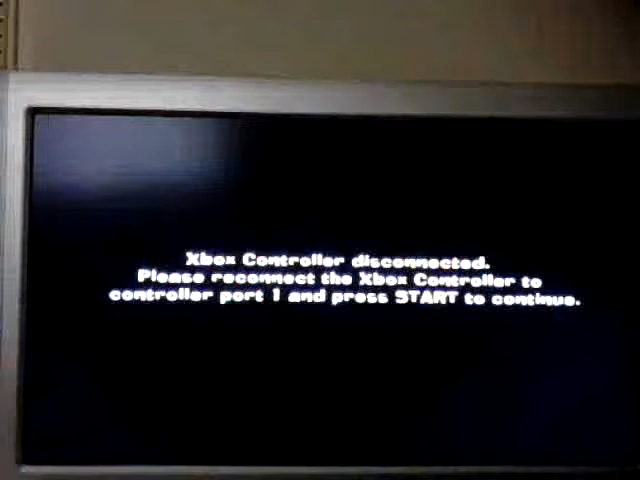 Xbox Controller disconnected.
Please reconnect the Xbox Controller to
controller port 1 and press START to continue.